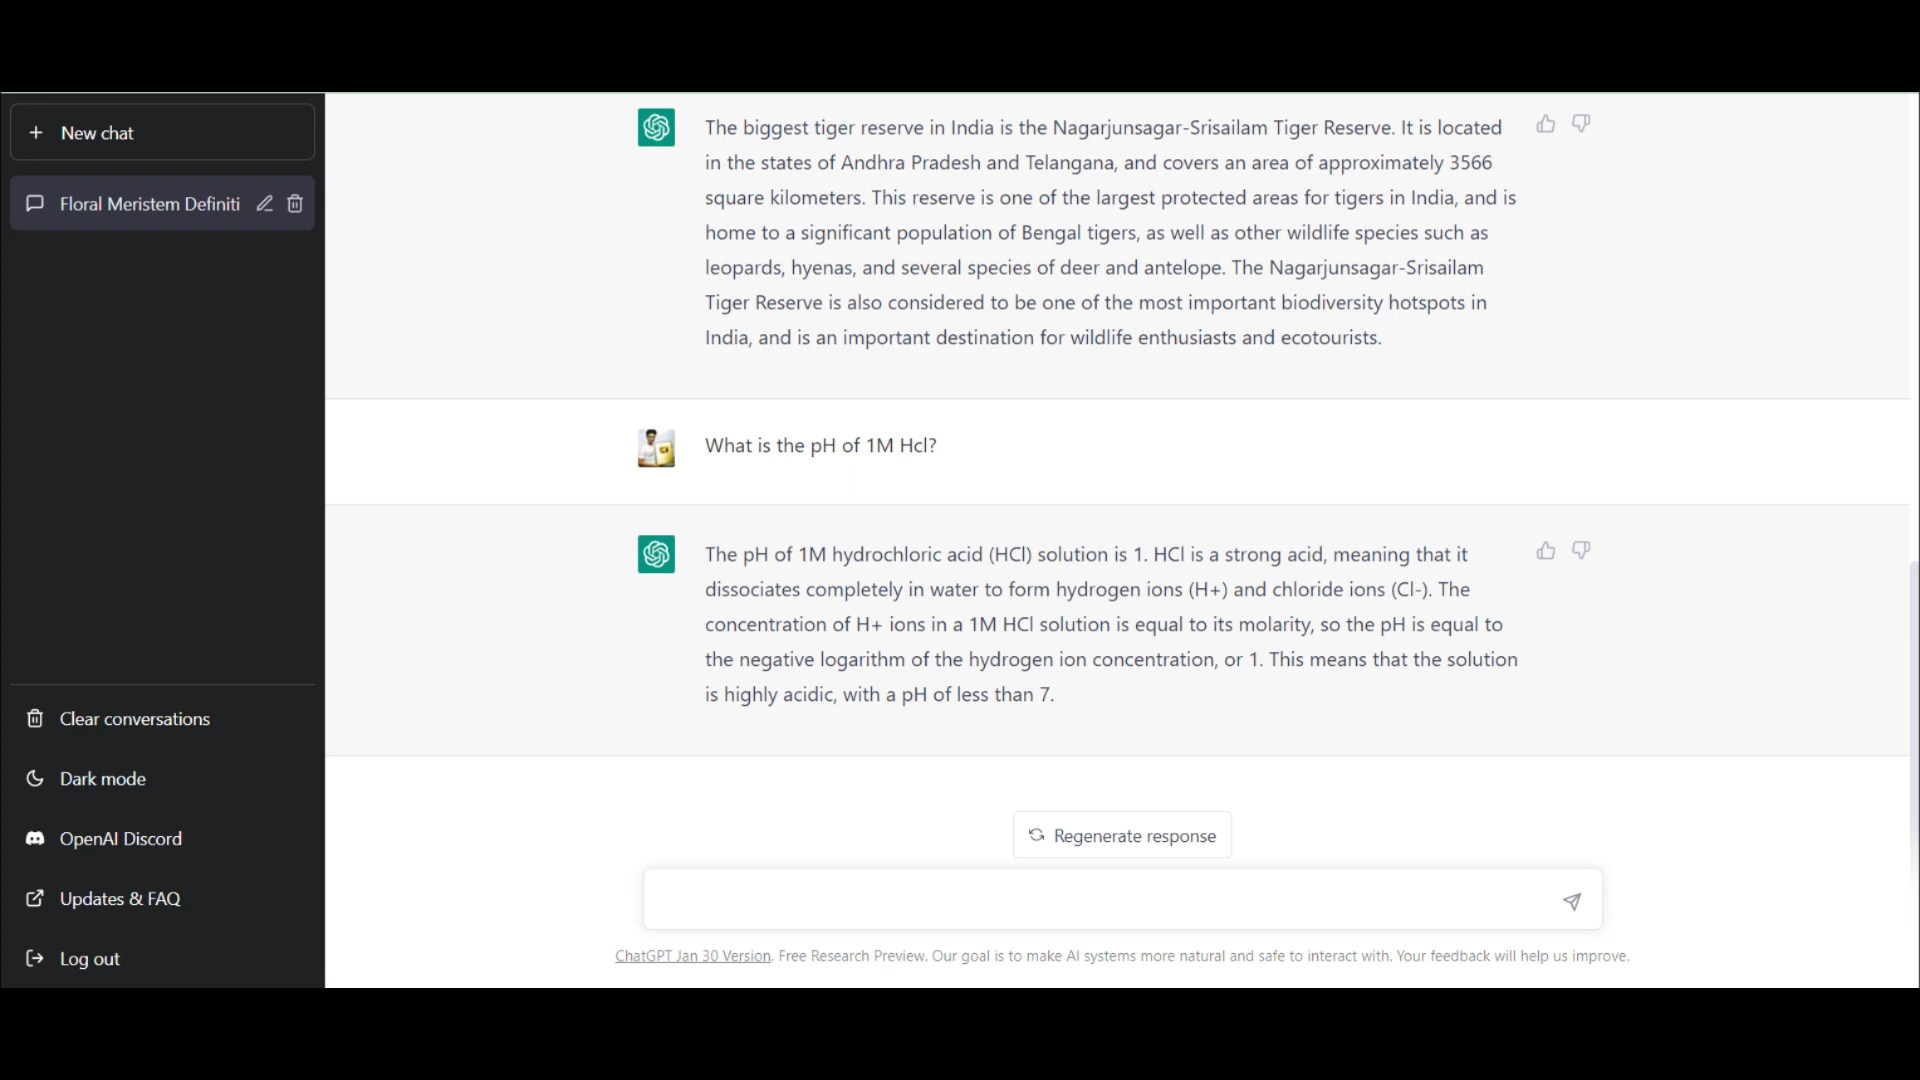 New chat
Floral Meristem Definiti
Clear conversations
Dark mode
OpenAI Discord
Updates & FAQ
Log out
The biggest tiger reserve in India is the Nagarjunsagar-Srisailam Tiger Reserve. It is located
in the states of Andhra Pradesh and Telangana, and covers an area of approximately 3566
square kilometers. This reserve is one of the largest protected areas for tigers in India, and is
home to a significant population of Bengal tigers, as well as other wildlife species such as
leopards, hyenas, and several species of deer and antelope. The Nagarjunsagar-Srisailam
Tiger Reserve is also considered to be one of the most important biodiversity hotspots in
India, and is an important destination for wildlife enthusiasts and ecotourists.
What is the pH of 1M Hcl?
The pH of 1M hydrochloric acid (HCl) solution is 1. HCl is a strong acid, meaning that it
dissociates completely in water to form hydrogen ions (H+) and chloride ions (Cl-). The
concentration of H+ ions in a 1M HCl solution is equal to its molarity, so the pH is equal to
the negative logarithm of the hydrogen ion concentration, or 1. This means that the solution
is highly acidic, with a pH of less than 7.
Regenerate response
ChatGPT Jan 30 Version. Free Research Preview. Our goal is to make AI systems more natural and safe to interact with. Your feedback will help us improve.